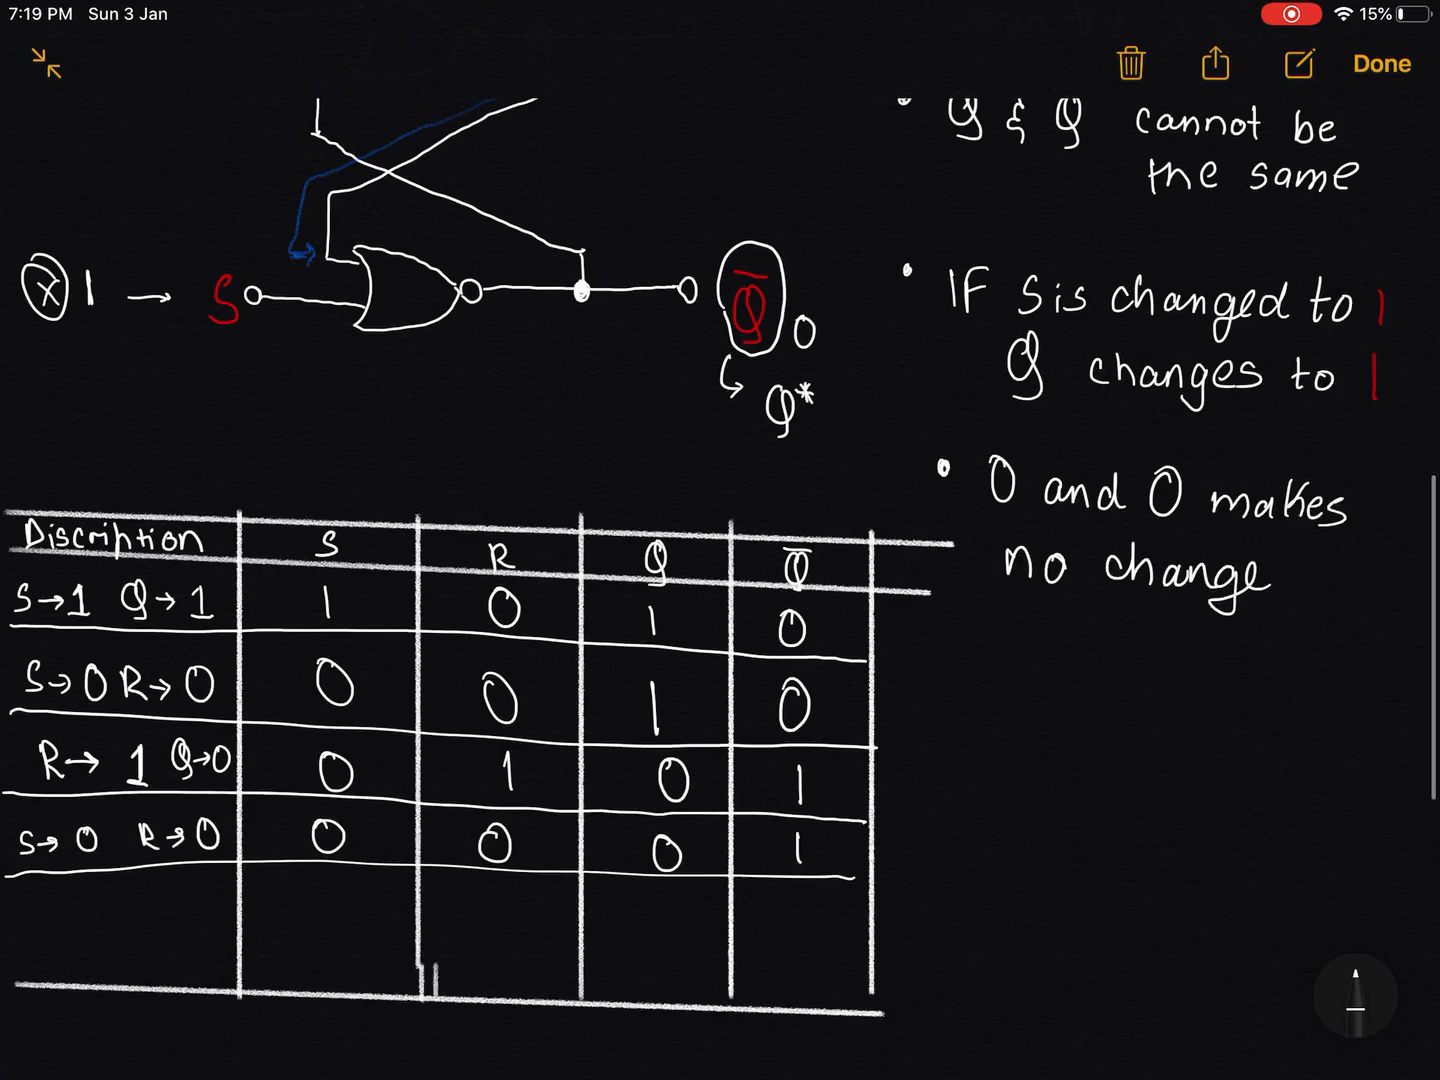 7:19 PM Sun 3 Jan
15%
Done
• Q & Q cannot be
the same
X 1 → S
Q̅ 0
↳ Q*
• IF S is changed to 1
Q changes to 1
• 0 and 0 makes
no change
Discription S R Q Q̅
S→1 Q→1 1 0 1 0
S→0 R→0 0 0 1 0
R→ 1 Q→0 0 1 0 1
S→0 R→0 0 0 0 1